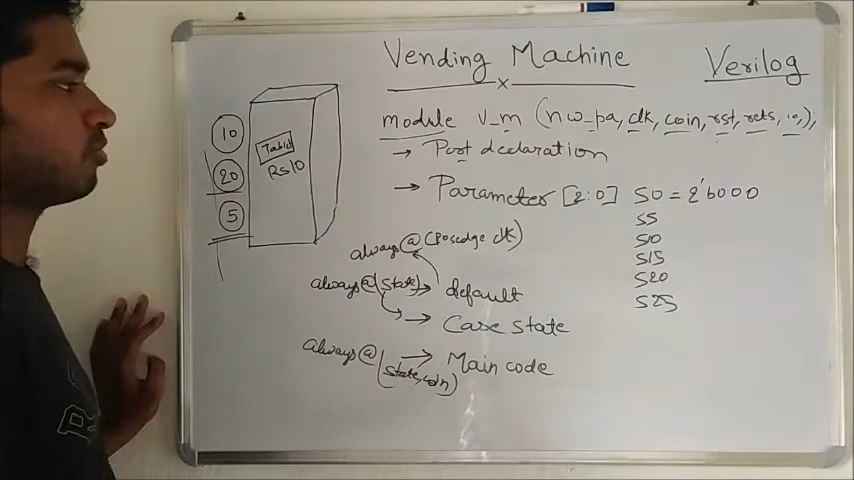 Vending Machine
Verilog
x
module v_m (nw_pa, clk, coin, rst, rets, 10,);
→ Port declaration
→ Parameter [2:0] S0 = 2'b000
S5
S10
S15
S20
S25
10
20
5
Table
RS10
always@(posedge clk)
always@(state)→ default
→ Case state
always@(state,coin) → Main code